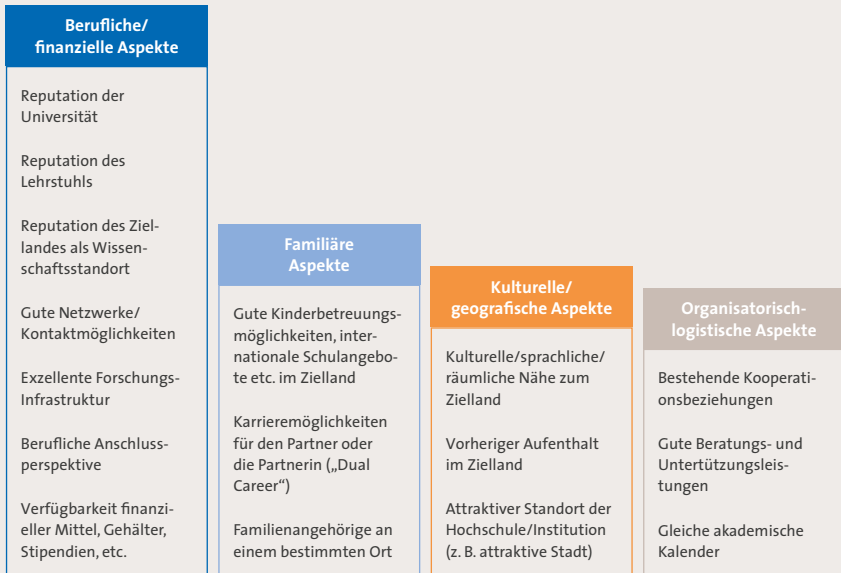 Berufliche/
finanzielle Aspekte
Reputation der
Universität
Reputation des
Lehrstuhls
Reputation des Ziel-
landes als Wissen-
schaftsstandort
Gute Netzwerke/
Kontaktmöglichkeiten
Exzellente Forschungs-
Infrastruktur
Berufliche Anschluss-
perspektive
Verfügbarkeit finanzi-
eller Mittel, Gehälter,
Stipendien, etc.
Familiäre
Aspekte
Gute Kinderbetreuungs-
möglichkeiten, inter-
nationale Schulangebo-
te etc. im Zielland
Karrieremöglichkeiten
für den Partner oder
die Partnerin („Dual
Career“)
Familienangehörige an
einem bestimmten Ort
Kulturelle/
geografische Aspekte
Kulturelle/sprachliche/
räumliche Nähe zum
Zielland
Vorheriger Aufenthalt
im Zielland
Attraktiver Standort der
Hochschule/Institution
(z. B. attraktive Stadt)
Organisatorisch-
logistische Aspekte
Bestehende Kooperati-
onsbeziehungen
Gute Beratungs- und
Untertützungsleis-
tungen
Gleiche akademische
Kalender